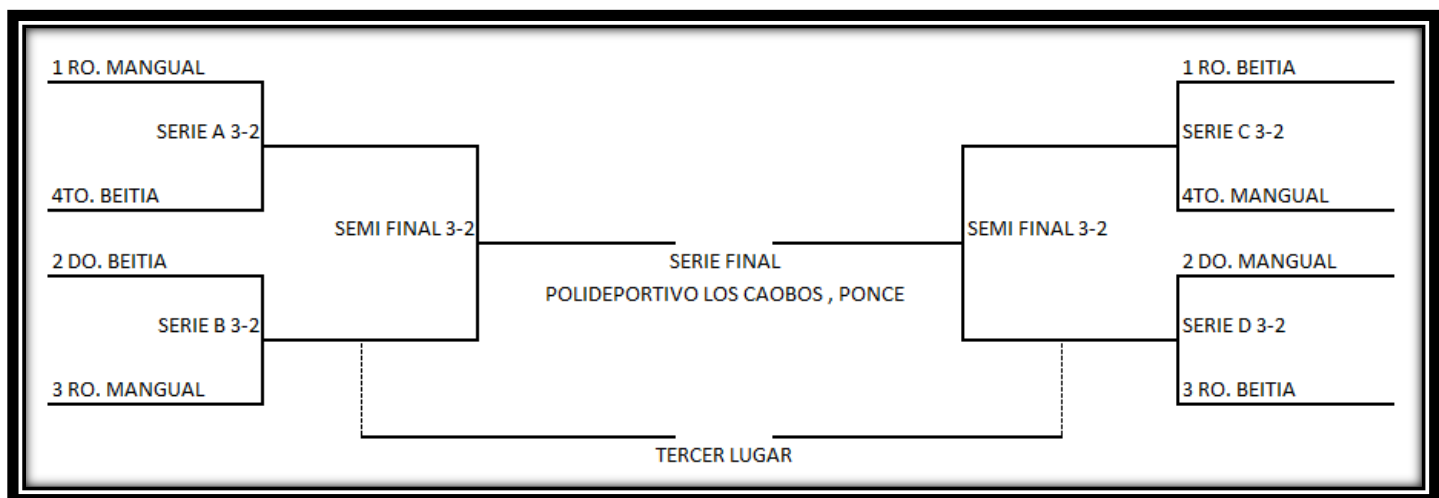 1 RO. MANGUAL
SERIE A 3-2
4TO. BEITIA
SEMI FINAL 3-2
2 DO. BEITIA
SERIE B 3-2
3 RO. MANGUAL
SERIE FINAL
POLIDEPORTIVO LOS CAOBOS , PONCE
TERCER LUGAR
1 RO. BEITIA
SERIE C 3-2
4TO. MANGUAL
SEMI FINAL 3-2
2 DO. MANGUAL
SERIE D 3-2
3 RO. BEITIA